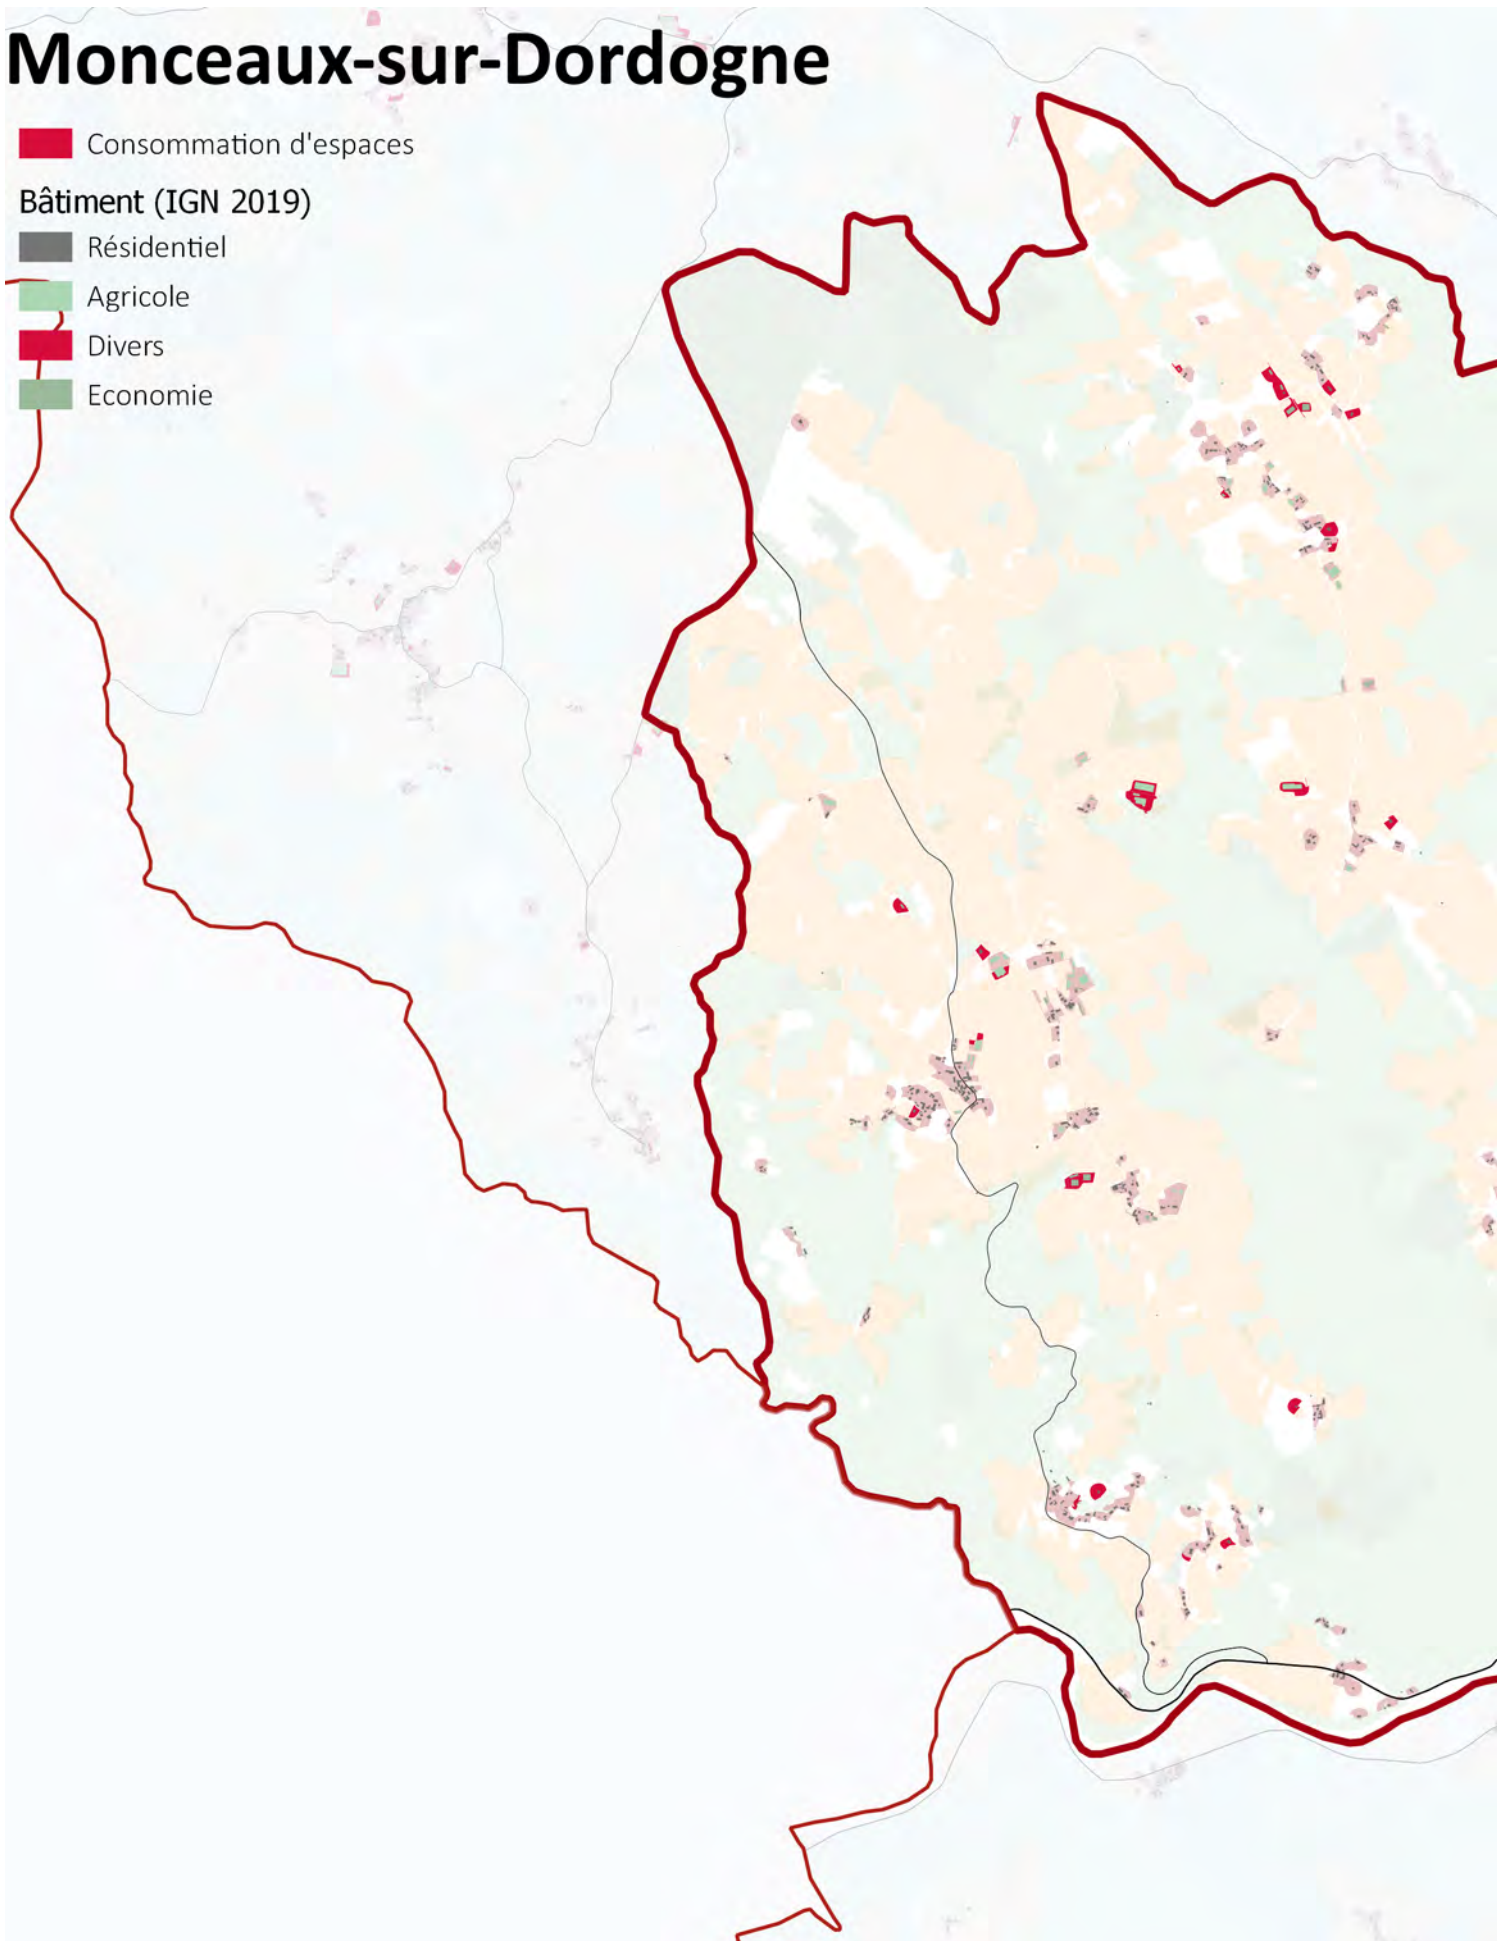 Monceaux-sur-Dordogne
Consommation d'espaces
Bâtiment (IGN 2019)
Résidentiel
Agricole
Divers
Economie